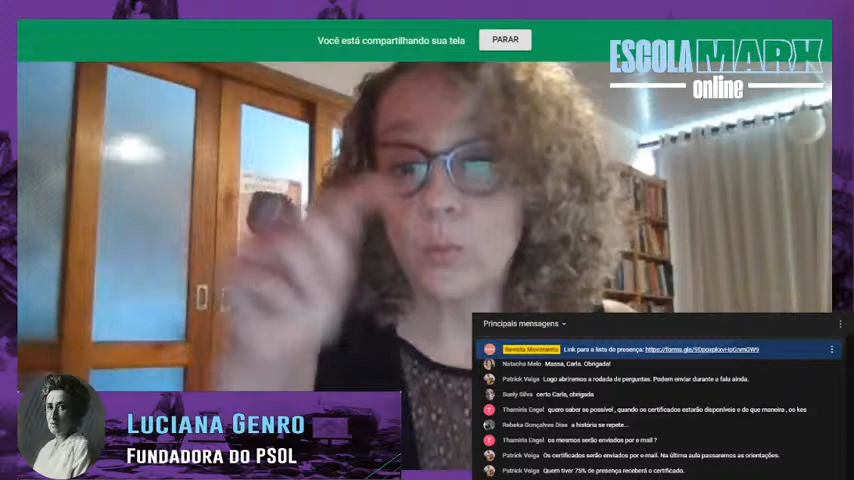 Você está compartilhando sua tela
PARAR
ESCOLA MARX
online
Principais mensagens
Revista Movimento Link para a lista do presença:
Natacha Melo Massa, Carla. Obrigada!
Patrick Veiga Logo abriremos a rodada de perguntas. Podem enviar durante a fala ainda.
Suely Silva certo Carla, obrigada
Thamiris Engel quero saber se possível , quando os certificados estarão disponíveis e de que maneira , os kes
Rebeka Gonçalves Dias a história se repete...
Thamiris Engel os mesmos serão enviados por e mail ?
Patrick Veiga Os certificados serão enviados por e-mail. Na última aula passaremos as orientações.
Patrick Veiga Quem tiver 75% de presença receberá o certificado.
Luciana Genro
Fundadora do PSOL